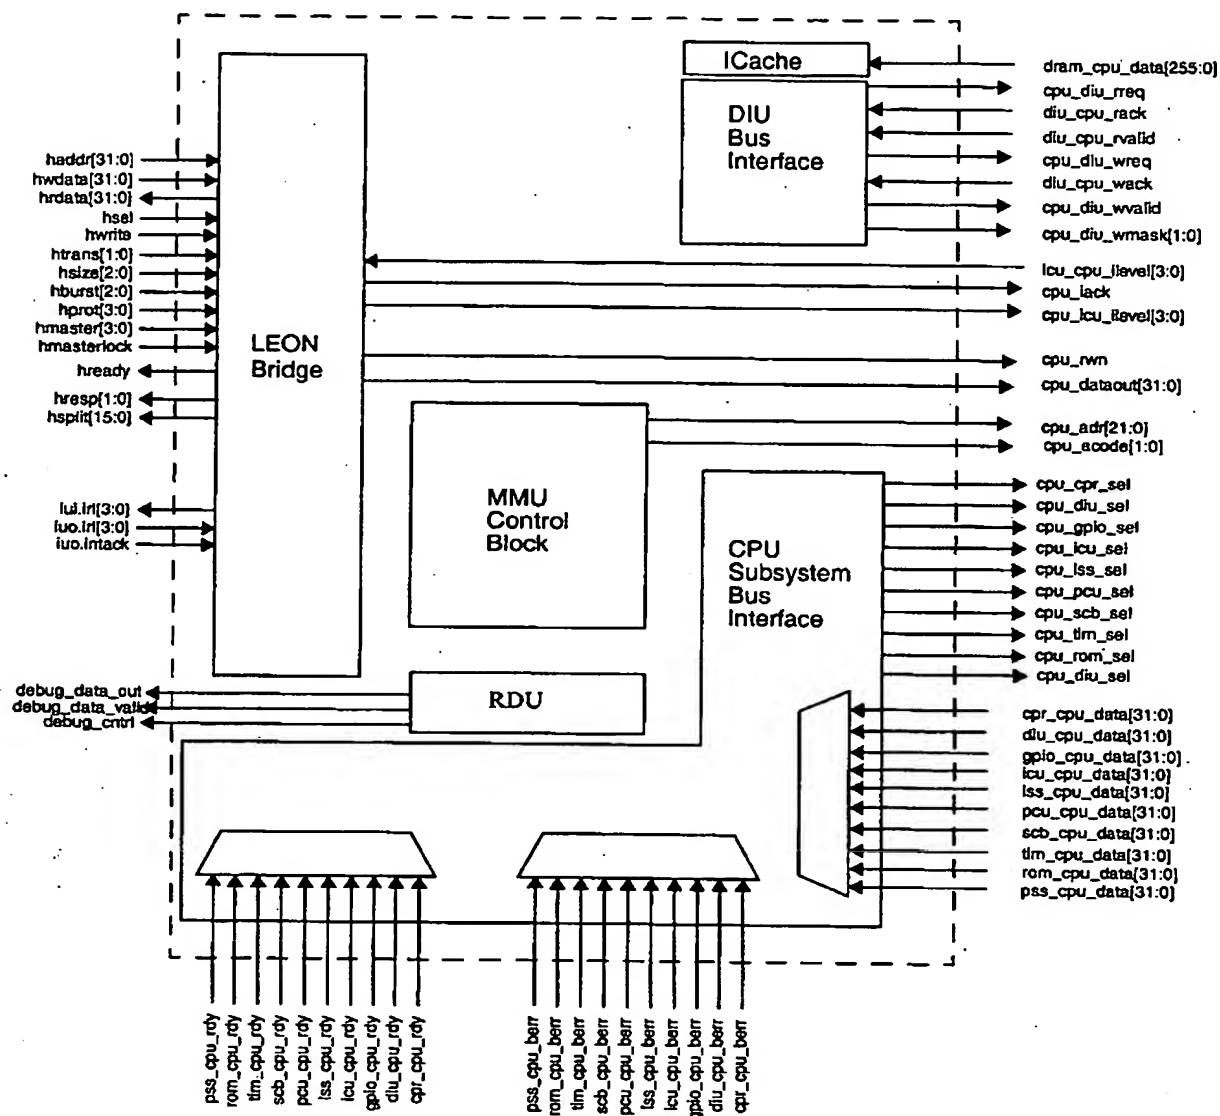 ICache
DIU
Bus
Interface
dram_cpu_data[255:0]
cpu_diu_rreq
diu_cpu_rack
diu_cpu_rvalid
cpu_diu_wreq
diu_cpu_wack
cpu_diu_wvalid
cpu_diu_wmask[1:0]
icu_cpu_ilevel[3:0]
cpu_iack
cpu_icu_ilevel[3:0]
cpu_rwn
cpu_dataout[31:0]
cpu_adr[21:0]
cpu_acode[1:0]
haddr[31:0]
hwdata[31:0]
hrdata[31:0]
hsel
hwrite
htrans[1:0]
hsize[2:0]
hburst[2:0]
hprot[3:0]
hmaster[3:0]
hmasterlock
hready
hresp[1:0]
hsplit[15:0]
iui.irl[3:0]
iuo.irl[3:0]
iuo.intack
LEON
Bridge
MMU
Control
Block
CPU
Subsystem
Bus
Interface
cpu_cpr_sel
cpu_diu_sel
cpu_gpio_sel
cpu_icu_sel
cpu_lss_sel
cpu_pcu_sel
cpu_scb_sel
cpu_tim_sel
cpu_rom_sel
cpu_diu_sel
debug_data_out
debug_data_valid
debug_cntrl
RDU
cpr_cpu_data[31:0]
diu_cpu_data[31:0]
gpio_cpu_data[31:0]
icu_cpu_data[31:0]
lss_cpu_data[31:0]
pcu_cpu_data[31:0]
scb_cpu_data[31:0]
tim_cpu_data[31:0]
rom_cpu_data[31:0]
pss_cpu_data[31:0]
pss_cpu_rdy
rom_cpu_rdy
tim_cpu_rdy
scb_cpu_rdy
pcu_cpu_rdy
lss_cpu_rdy
icu_cpu_rdy
gpio_cpu_rdy
diu_cpu_rdy
cpr_cpu_rdy
pss_cpu_berr
rom_cpu_berr
tim_cpu_berr
scb_cpu_berr
pcu_cpu_berr
lss_cpu_berr
icu_cpu_berr
gpio_cpu_berr
diu_cpu_berr
cpr_cpu_berr